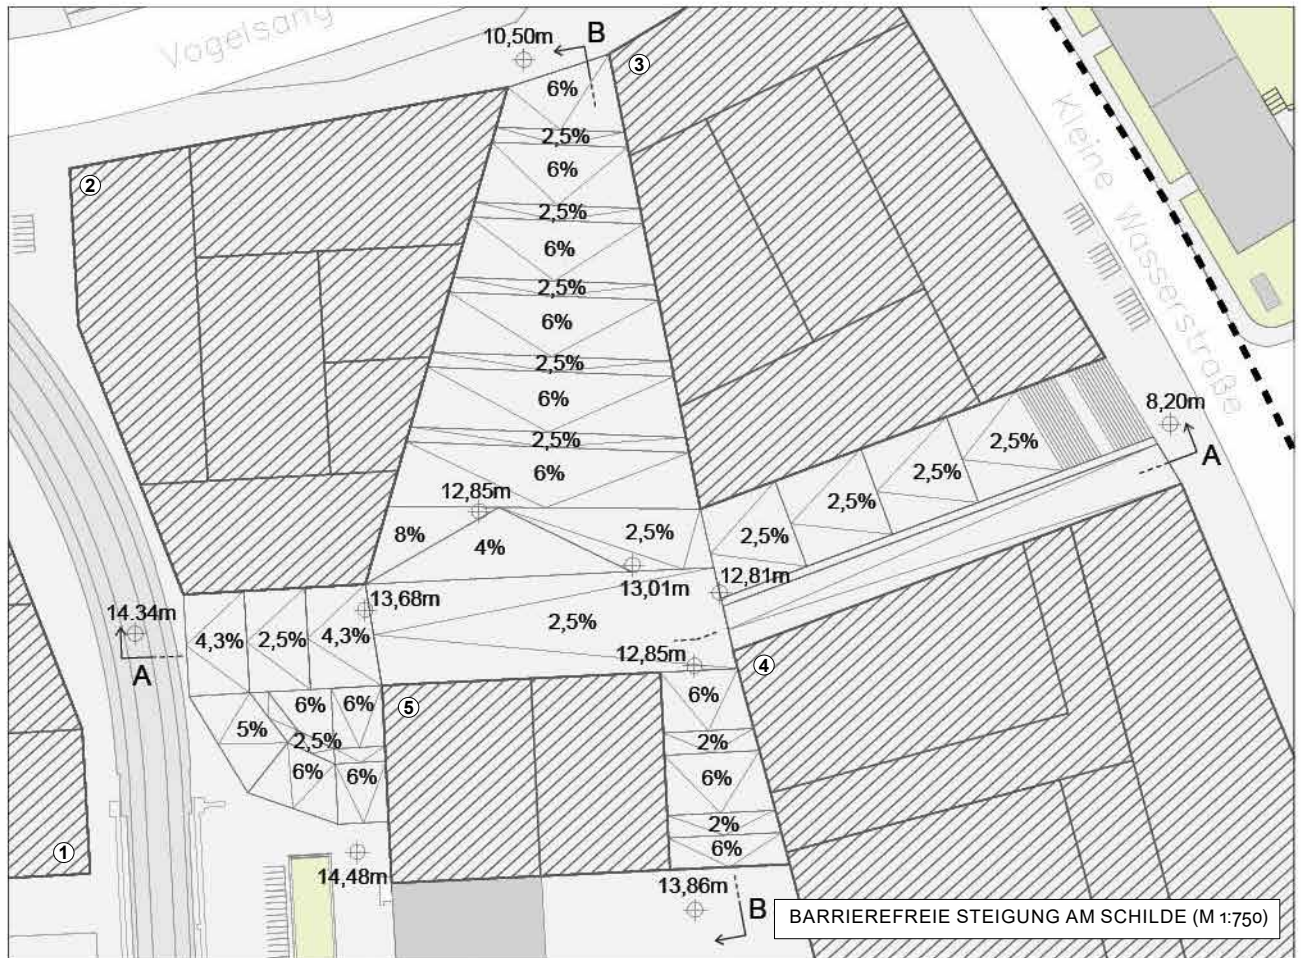 Vogelsang
10,50m
B
3
6%
2,5%
6%
2
2,5%
6%
2,5%
6%
2,5%
6%
2,5%
6%
Kleine Wasserstraße
8,20m
A
2,5%
2,5%
2,5%
2,5%
12,85m
8%
4%
2,5%
13,01m
12,81m
13,68m
14.34m
A
4,3%
2,5%
4,3%
2,5%
12,85m
4
6%
6%
6%
5
5%
2,5%
2%
6%
6%
6%
2%
6%
1
14,48m
13,86m
B
BARRIEREFREIE STEIGUNG AM SCHILDE (M 1:750)